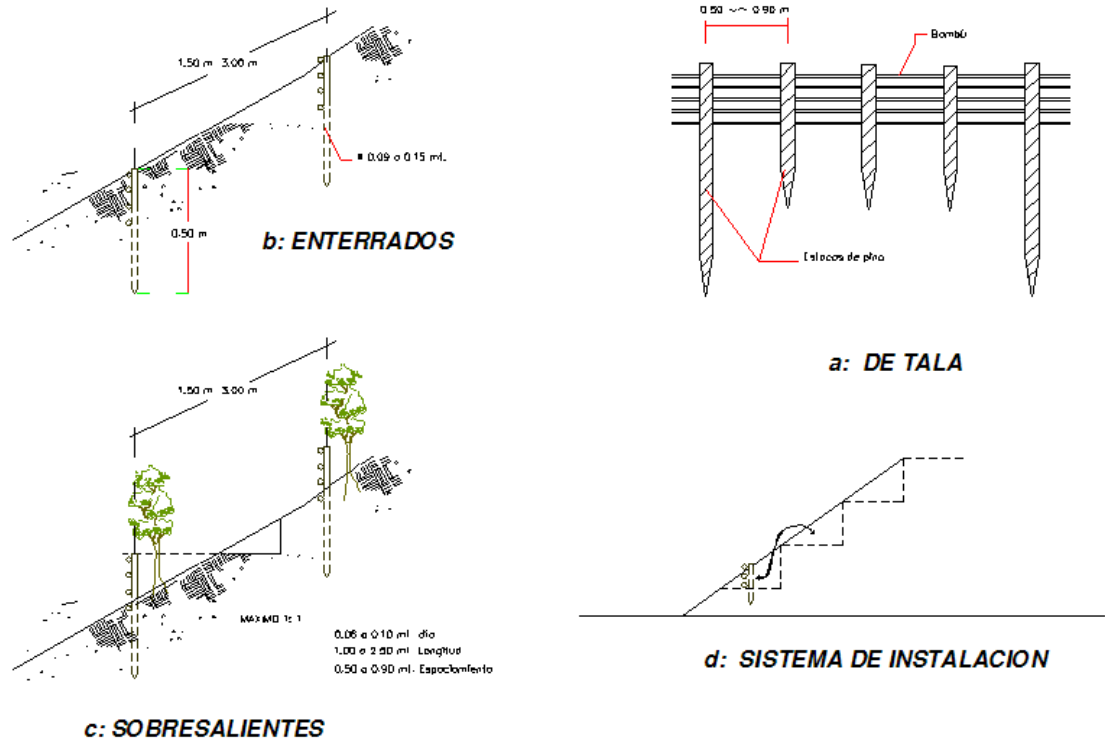 0.50 ~~ 0.90 m
Bambú
1.50 m 3.06 m
0.09 a 0.15 ml.
0.50 m
b: ENTERRADOS
Estacas de pino
a: DE TALA
1.50 m 3.00 m
MAXIMO 1: 1
0.06 a 0.10 ml. dia
1.00 a 2.50 ml. Longitud
0.50 a 0.90 ml. Espaciamiento
d: SISTEMA DE INSTALACION
c: SOBRESALIENTES